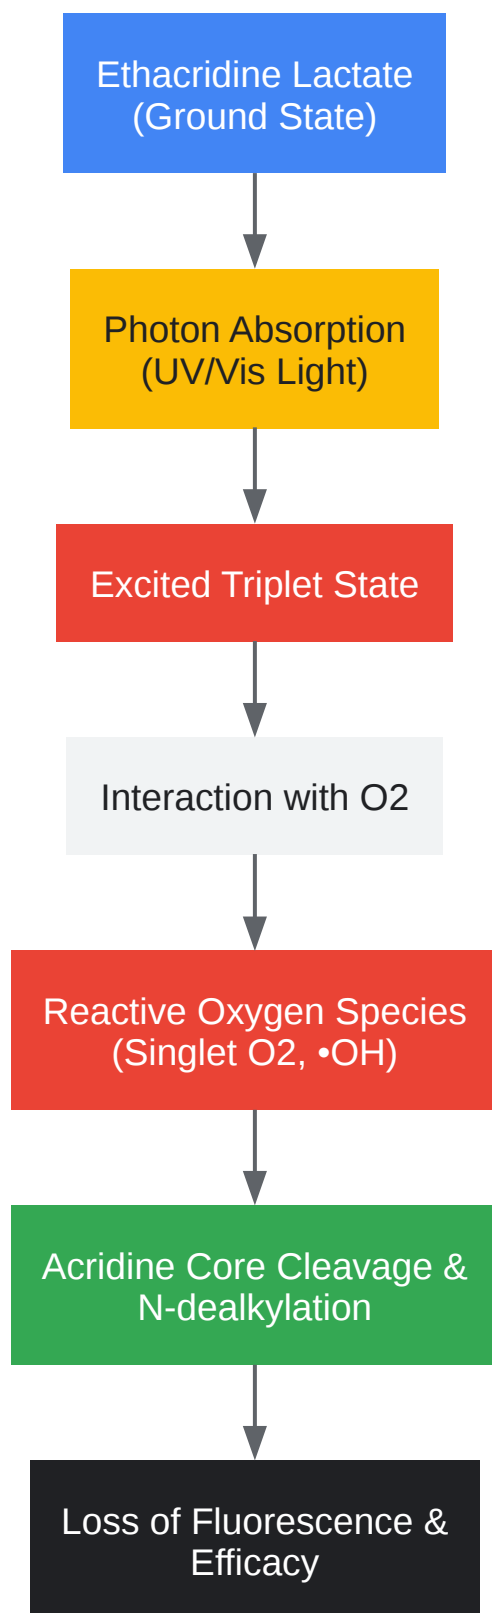 Ethacridine Lactate
(Ground State)
Photon Absorption
(UV/Vis Light)
Excited Triplet State
Interaction with O2
Reactive Oxygen Species
(Singlet O2, •OH)
Acridine Core Cleavage &
N-dealkylation
Loss of Fluorescence &
Efficacy